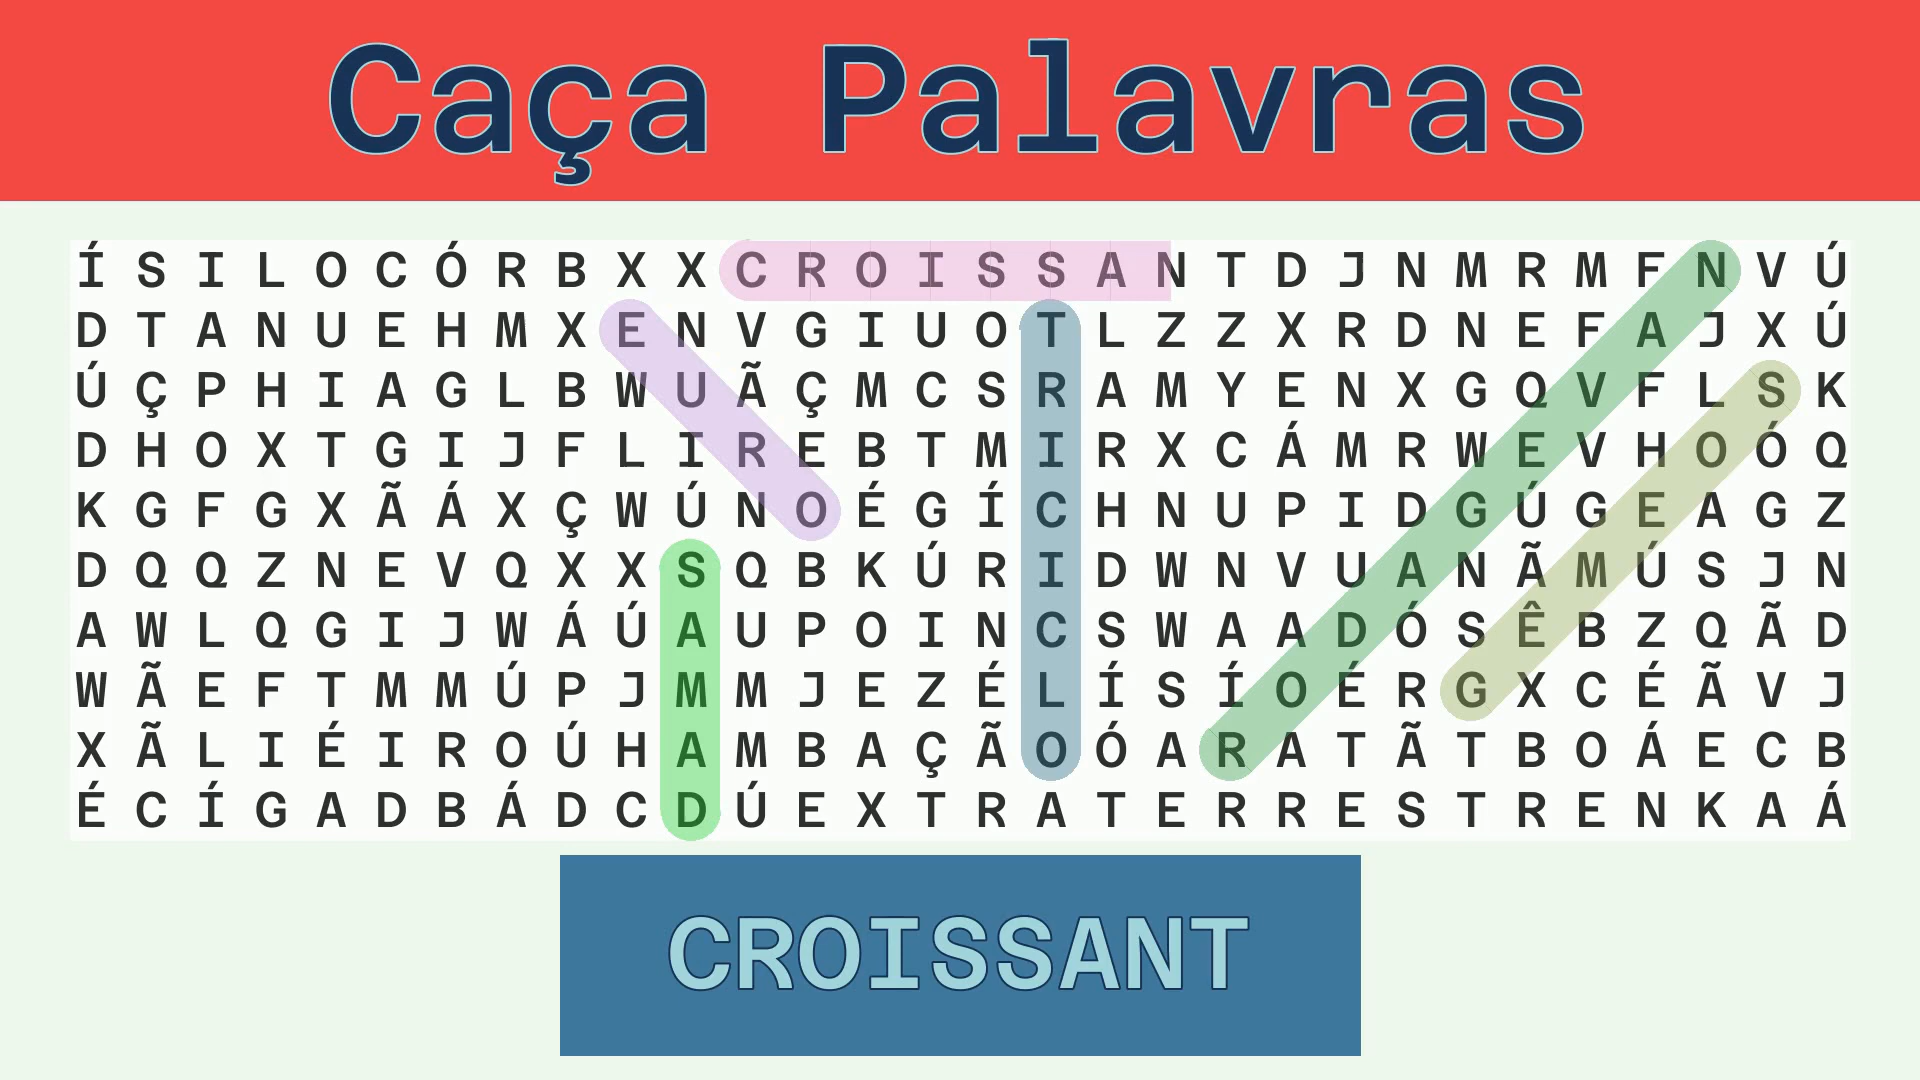 Caça Palavras
Í S I L O C Ó R B X X C R O I S S A N T D J N M R M F N V Ú
D T A N U E H M X E N V G I U O T L Z Z X R D N E F A J X Ú
Ú Ç P H I A G L B W U Ã Ç M C S R A M Y E N X G Q V F L S K
D H O X T G I J F L I R E B T M I R X C Á M R W E V H O Ó Q
K G F G X Ã Á X Ç W Ú N O É G Í C H N U P I D G Ú G E A G Z
D Q Q Z N E V Q X X S Q B K Ú R I D W N V U A N Ã M Ú S J N
A W L Q G I J W Á Ú A U P O I N C S W A A D Ó S Ê B Z Q Ã D
W Ã E F T M M Ú P J M M J E Z É L Í S Í O É R G X C É Ã V J
X Ã L I É I R O Ú H A M B A Ç Ã O Ó A R A T Ã T B O Á E C B
É C Í G A D B Á D C D Ú E X T R A T E R R E S T R E N K A Á
CROISSANT